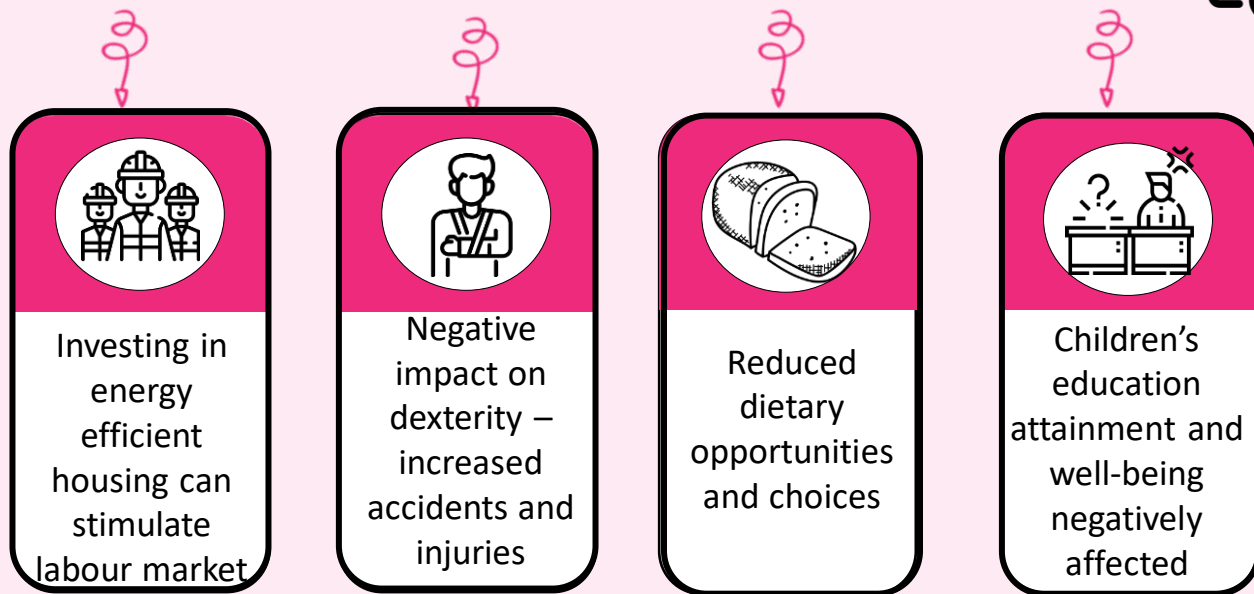 Investing in
energy
efficient
housing can
stimulate
labour market
Negative
impact on
dexterity –
increased
accidents and
injuries
Reduced
dietary
opportunities
and choices
Children’s
education
attainment and
well-being
negatively
affected